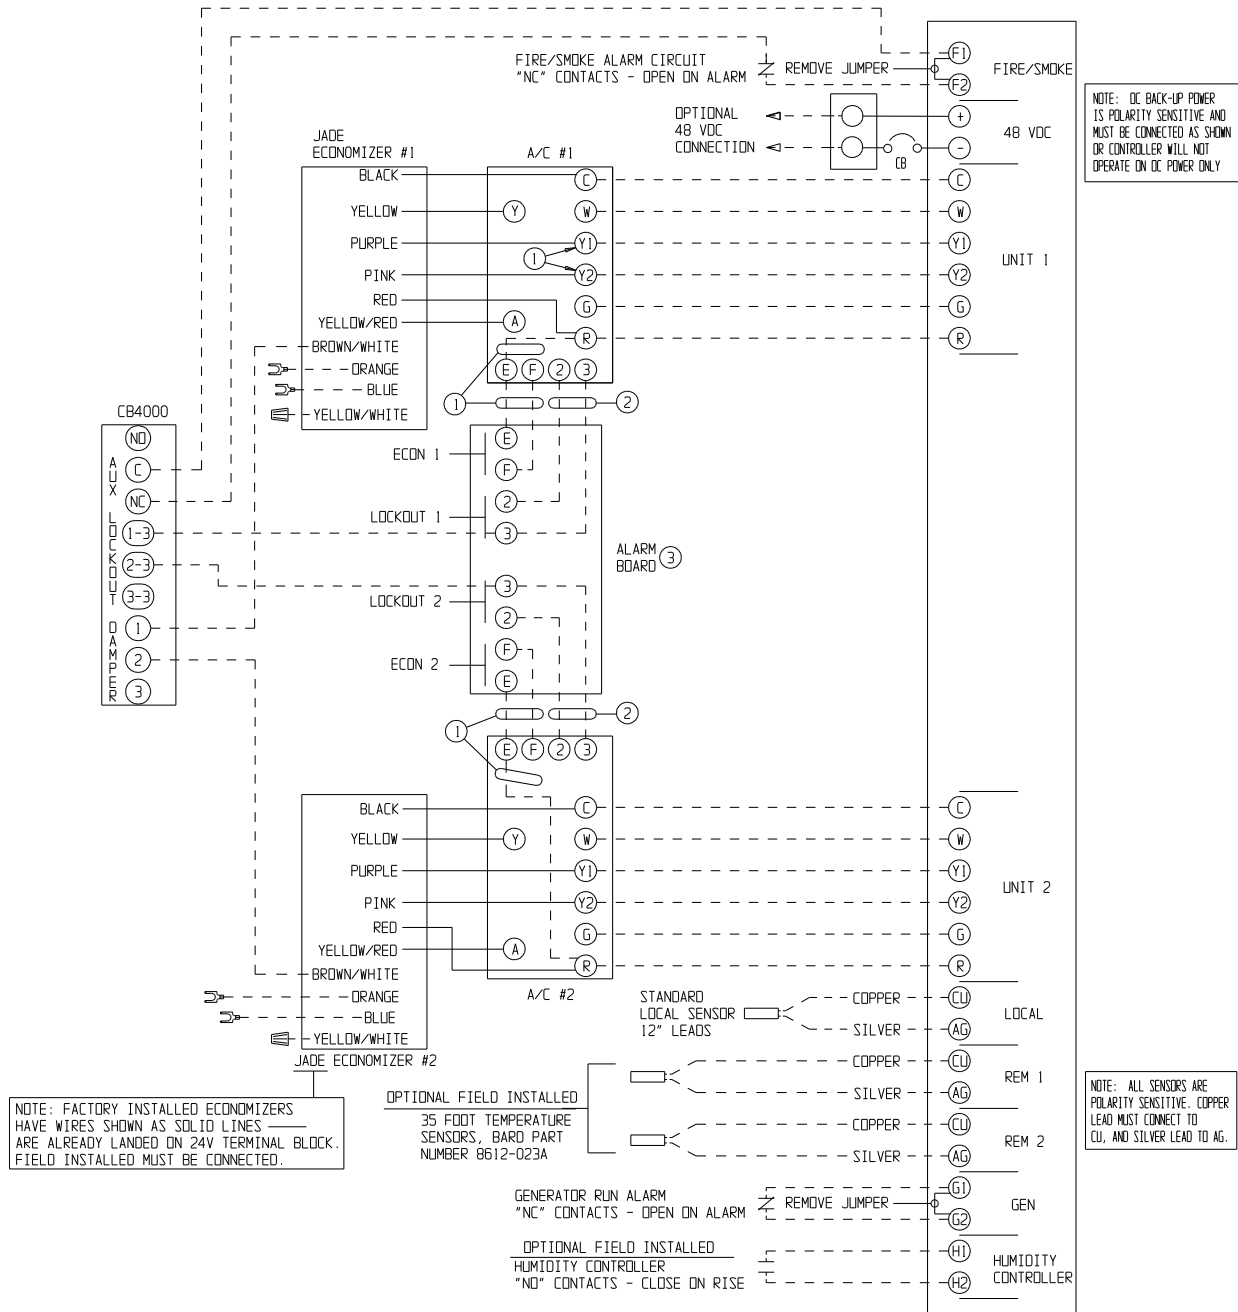 FIRE/SMOKE ALARM CIRCUIT
"NC" CONTACTS - OPEN ON ALARM
REMOVE JUMPER
F1
F2
FIRE/SMOKE
OPTIONAL
48 VDC
CONNECTION
CB
+
-
48 VDC
NOTE: DC BACK-UP POWER
IS POLARITY SENSITIVE AND
MUST BE CONNECTED AS SHOWN
OR CONTROLLER WILL NOT
OPERATE ON DC POWER ONLY
JADE
ECONOMIZER #1
BLACK
YELLOW
PURPLE
PINK
RED
YELLOW/RED
BROWN/WHITE
ORANGE
BLUE
YELLOW/WHITE
A/C #1
C
Y
W
Y1
1
Y2
G
A
R
E
F
2
3
C
W
Y1
Y2
G
R
UNIT 1
1
2
CB4000
NO
C
NC
1-3
2-3
3-3
1
2
3
AUX
LOCKOUT
DAMPER
ECON 1
E
F
LOCKOUT 1
2
3
ALARM
BOARD
3
LOCKOUT 2
3
2
ECON 2
F
E
1
2
E
F
2
3
C
Y
W
Y1
Y2
G
A
R
A/C #2
BLACK
YELLOW
PURPLE
PINK
RED
YELLOW/RED
BROWN/WHITE
ORANGE
BLUE
YELLOW/WHITE
JADE ECONOMIZER #2
C
W
Y1
Y2
G
R
UNIT 2
NOTE: FACTORY INSTALLED ECONOMIZERS
HAVE WIRES SHOWN AS SOLID LINES
ARE ALREADY LANDED ON 24V TERMINAL BLOCK.
FIELD INSTALLED MUST BE CONNECTED.
STANDARD
LOCAL SENSOR
12" LEADS
COPPER
SILVER
CU
AG
LOCAL
OPTIONAL FIELD INSTALLED
35 FOOT TEMPERATURE
SENSORS, BARD PART
NUMBER 8612-023A
COPPER
SILVER
CU
AG
REM 1
COPPER
SILVER
CU
AG
REM 2
NOTE: ALL SENSORS ARE
POLARITY SENSITIVE. COPPER
LEAD MUST CONNECT TO
CU, AND SILVER LEAD TO AG.
GENERATOR RUN ALARM
"NC" CONTACTS - OPEN ON ALARM
REMOVE JUMPER
G1
G2
GEN
OPTIONAL FIELD INSTALLED
HUMIDITY CONTROLLER
"NO" CONTACTS - CLOSE ON RISE
H1
H2
HUMIDITY
CONTROLLER